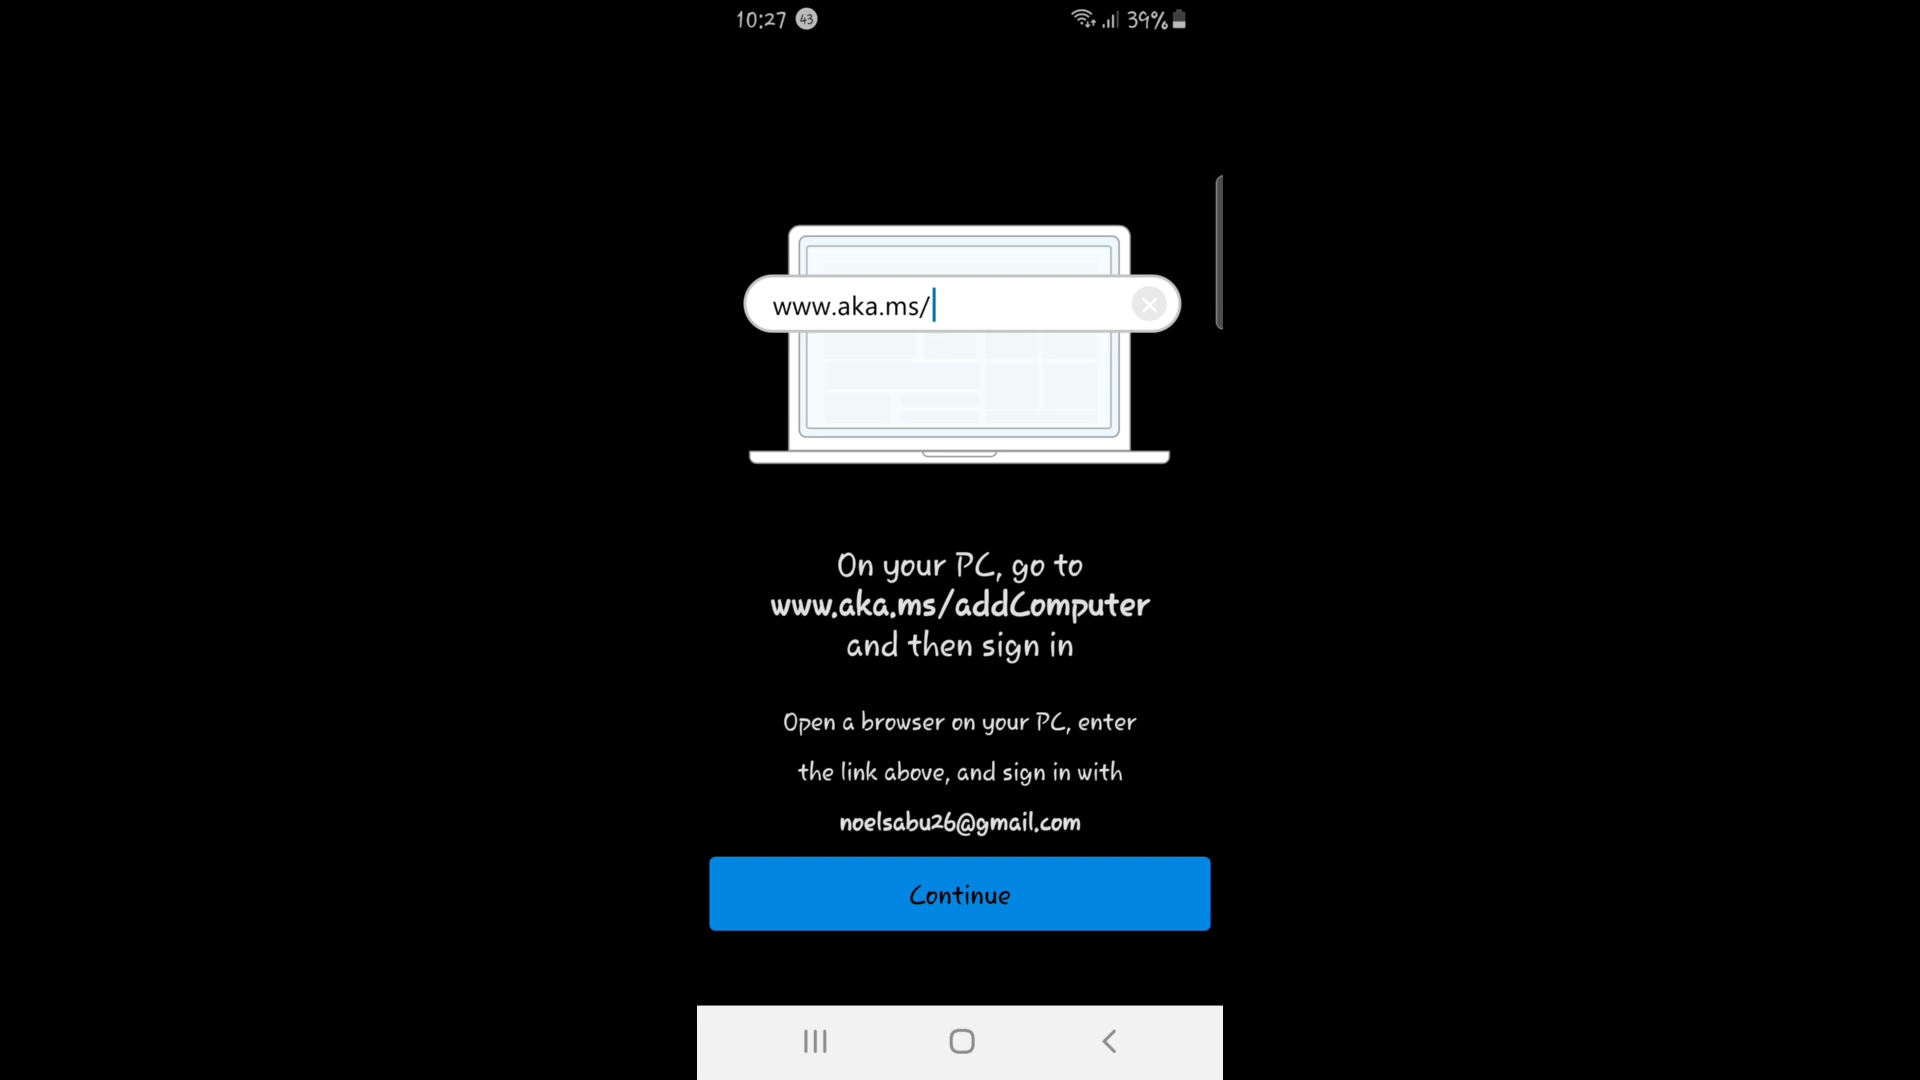 10:27 43 39%
www.aka.ms/
On your PC, go to
www.aka.ms/addComputer
and then sign in
Open a browser on your PC, enter
the link above, and sign in with
noelsabu26@gmail.com
Continue